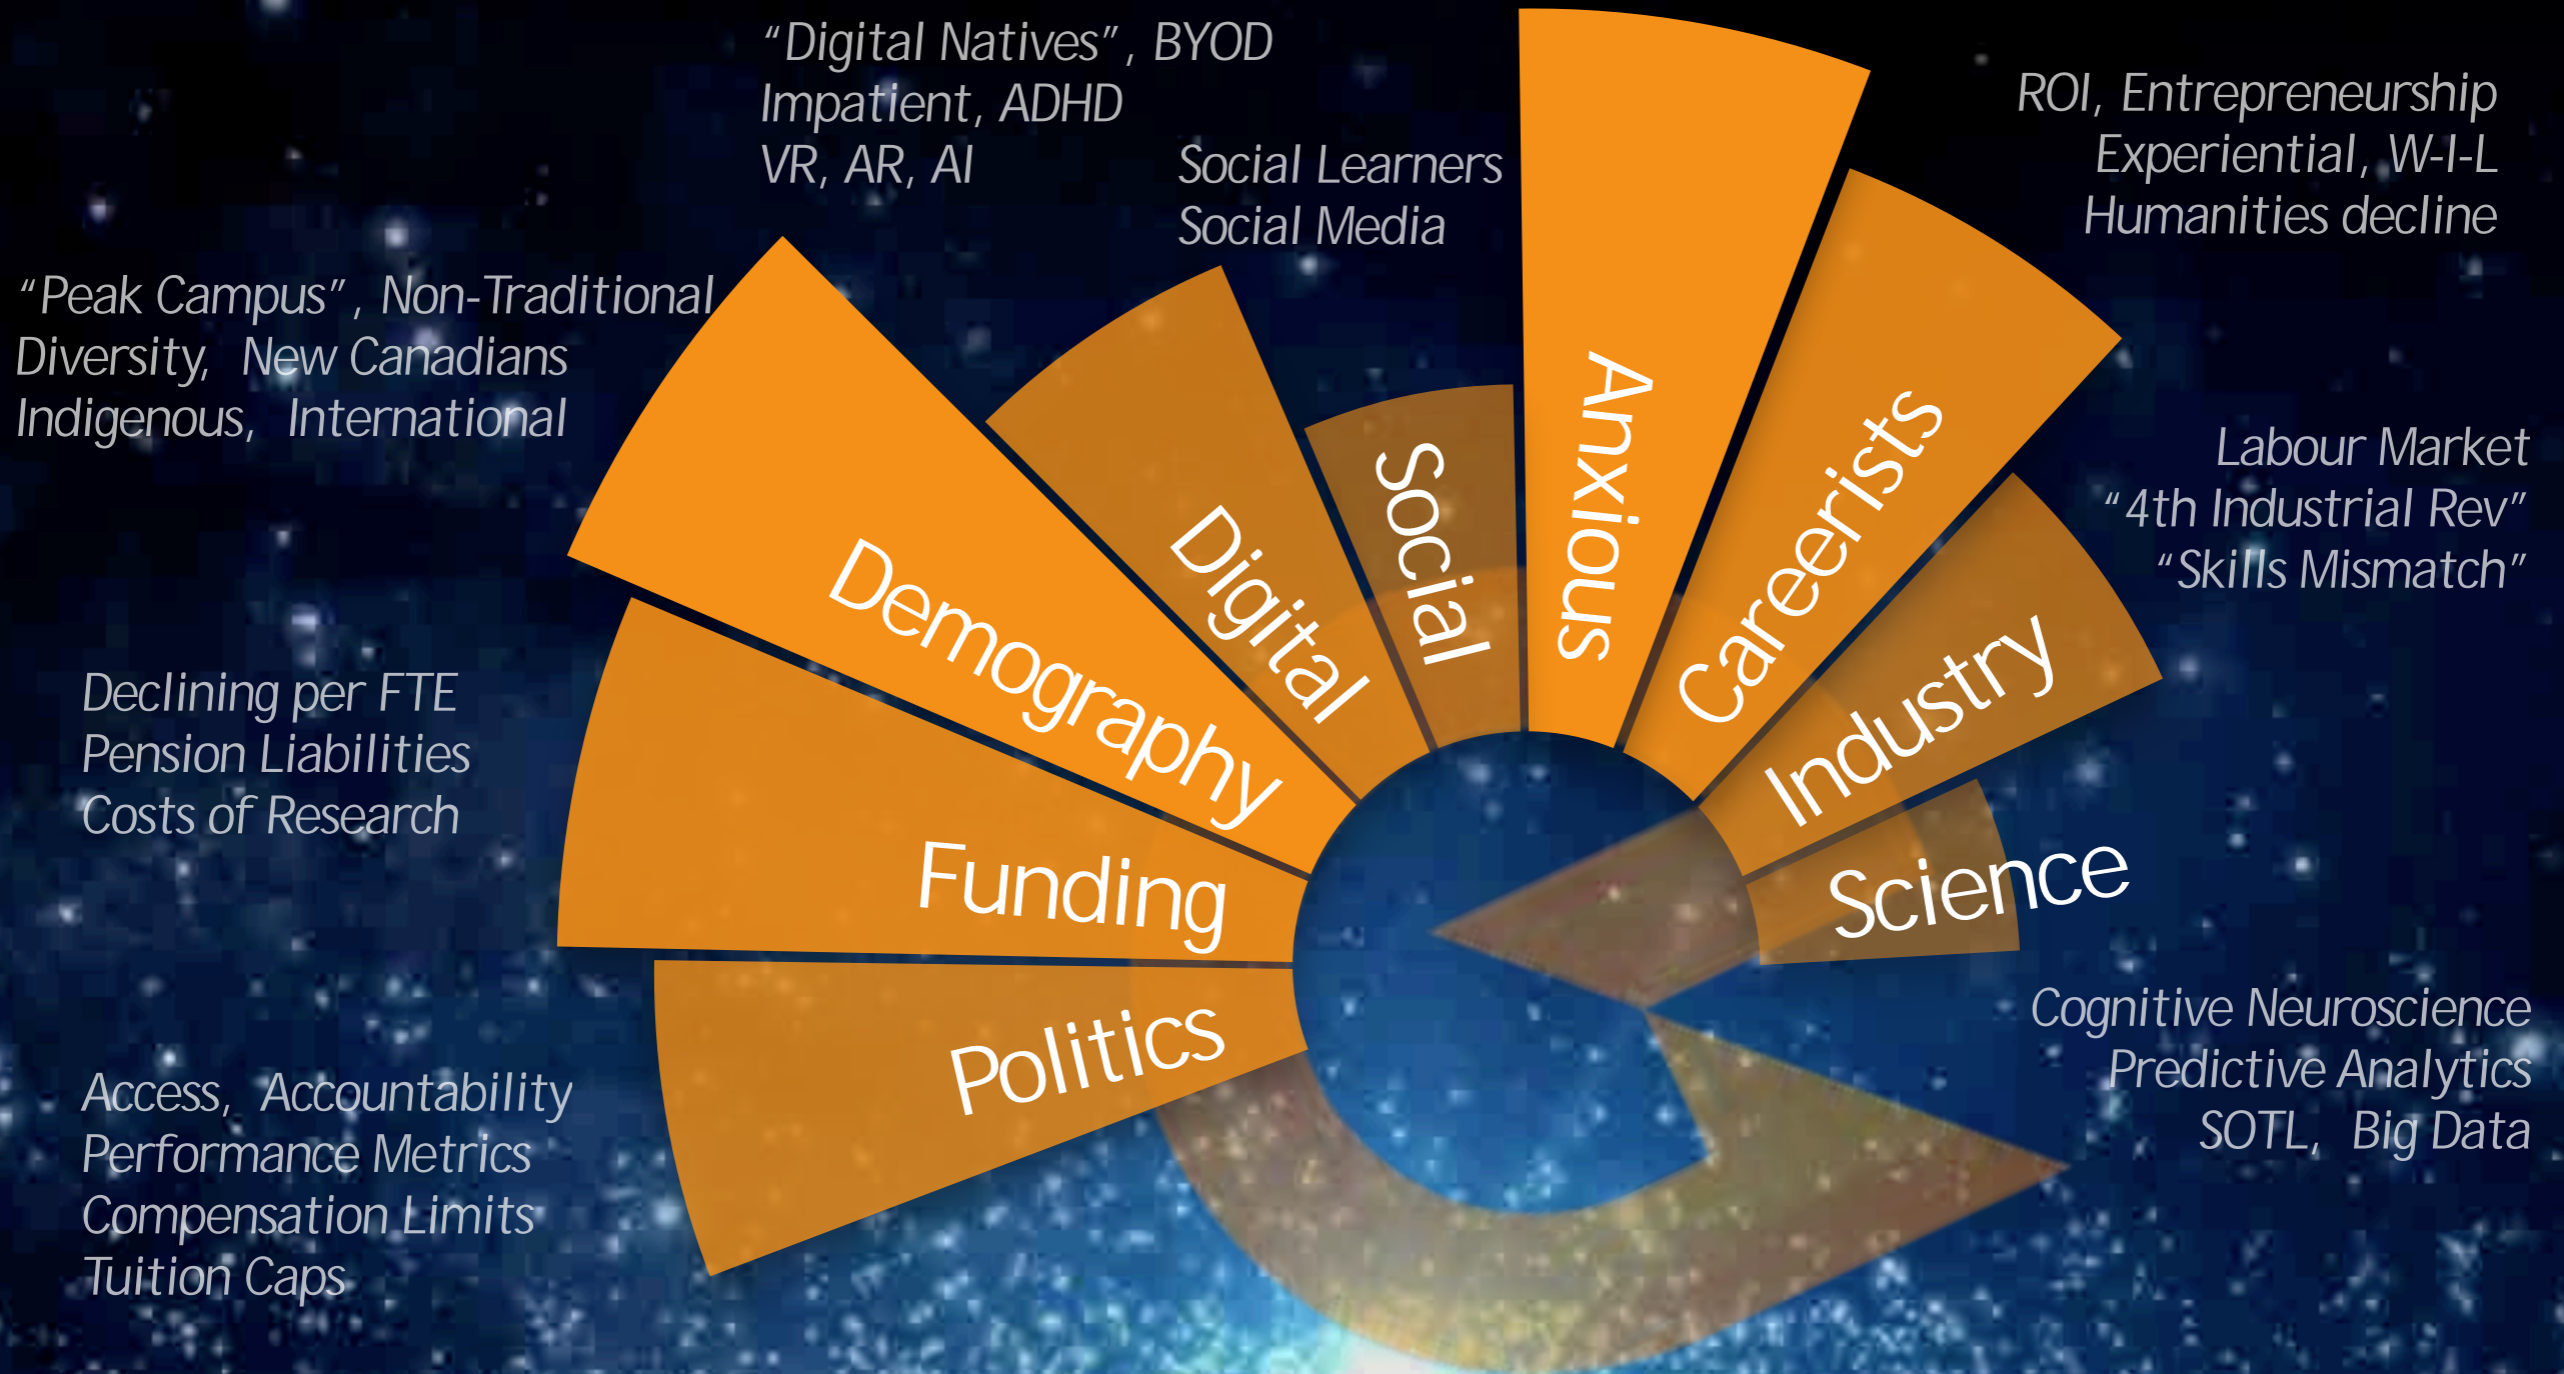 “Digital Natives”, BYOD
Impatient, ADHD
VR, AR, AI
Social Learners
Social Media
ROI, Entrepreneurship
Experiential, W-I-L
Humanities decline
“Peak Campus”, Non-Traditional
Diversity, New Canadians
Indigenous, International
Labour Market
“4th Industrial Rev”
“Skills Mismatch”
Declining per FTE
Pension Liabilities
Costs of Research
Access, Accountability
Performance Metrics
Compensation Limits
Tuition Caps
Cognitive Neuroscience
Predictive Analytics
SOTL, Big Data
Politics
Funding
Demography
Digital
Social
Anxious
Careerists
Industry
Science